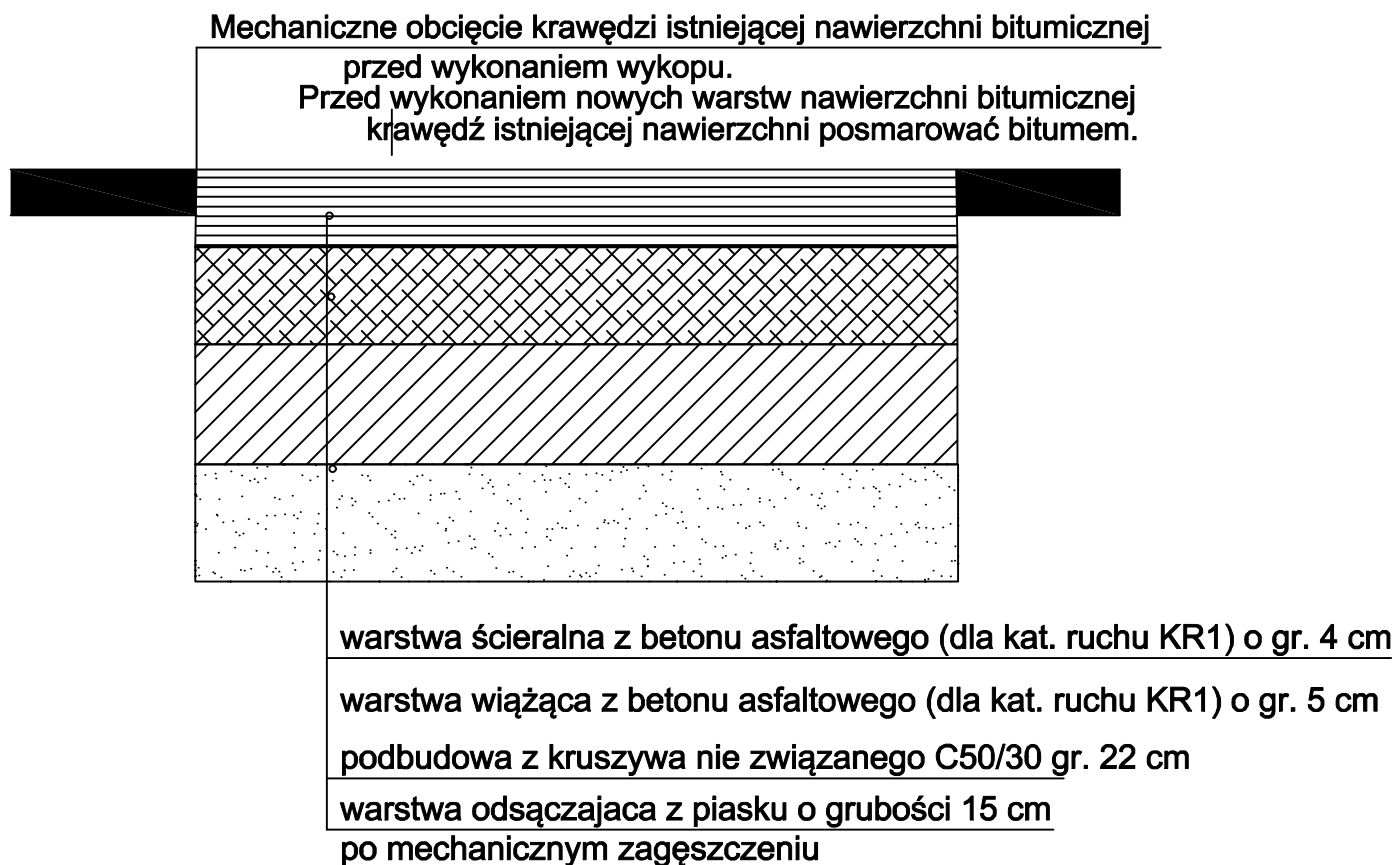 Mechaniczne obcięcie krawędzi istniejącej nawierzchni bitumicznej
przed wykonaniem wykopu.
Przed wykonaniem nowych warstw nawierzchni bitumicznej
krawędź istniejącej nawierzchni posmarować bitumem.
warstwa ścieralna z betonu asfaltowego (dla kat. ruchu KR1) o gr. 4 cm
warstwa wiążąca z betonu asfaltowego (dla kat. ruchu KR1) o gr. 5 cm
podbudowa z kruszywa nie związanego C50/30 gr. 22 cm
warstwa odsączajaca z piasku o grubości 15 cm
po mechanicznym zagęszczeniu